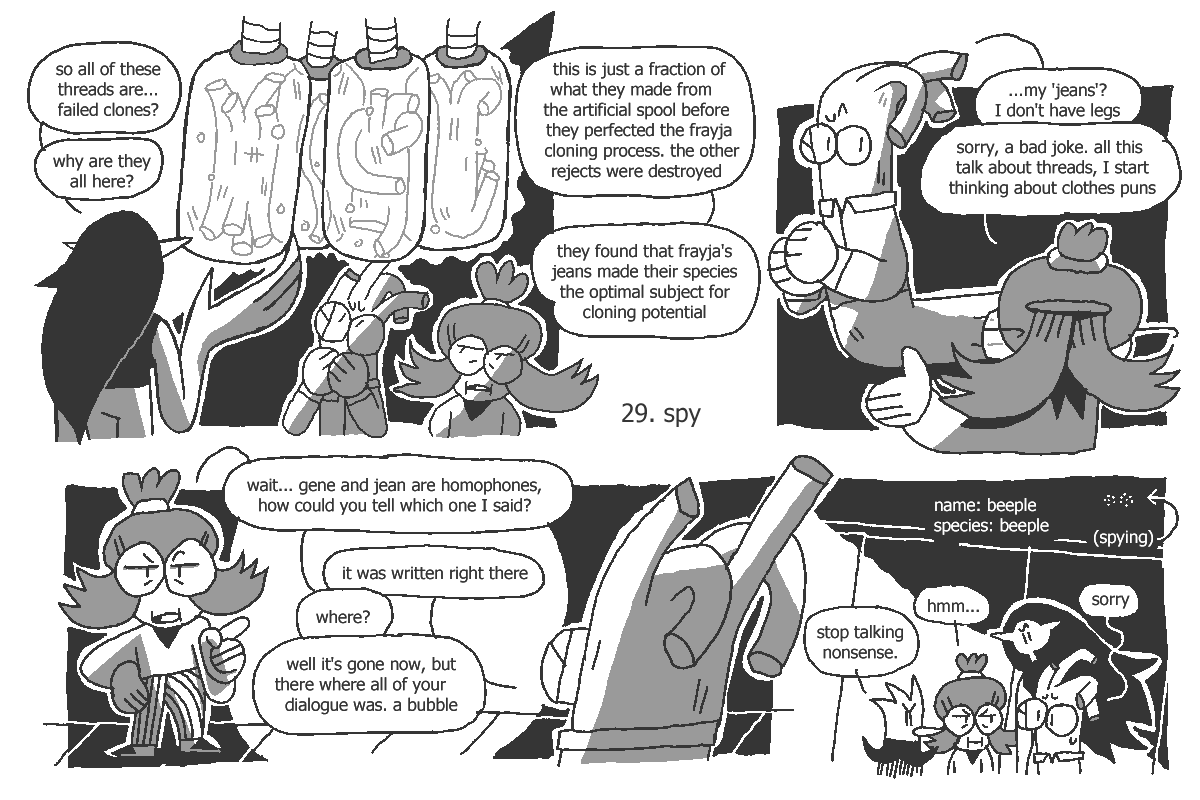 so all of these
threads are...
failed clones?
why are they
all here?
this is just a fraction of
what they made from
the artificial spool before
they perfected the frayja
cloning process. the other
rejects were destroyed
they found that frayja's
jeans made their species
the optimal subject for
cloning potential
29. spy
...my 'jeans'?
I don't have legs
sorry, a bad joke. all this
talk about threads, I start
thinking about clothes puns
wait... gene and jean are homophones,
how could you tell which one I said?
it was written right there
where?
well it's gone now, but
there where all of your
dialogue was. a bubble
name: beeple
species: beeple
(spying)
stop talking
nonsense.
hmm...
sorry